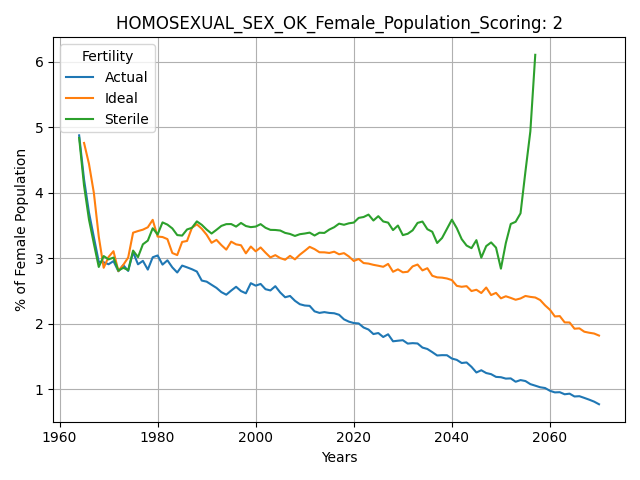 HOMOSEXUAL_SEX_OK_Female_Population_Scoring: 2
Fertility
Actual
Ideal
Sterile
% of Female Population
6
5
4
3
2
1
1960 1980 2000 2020 2040 2060
Years